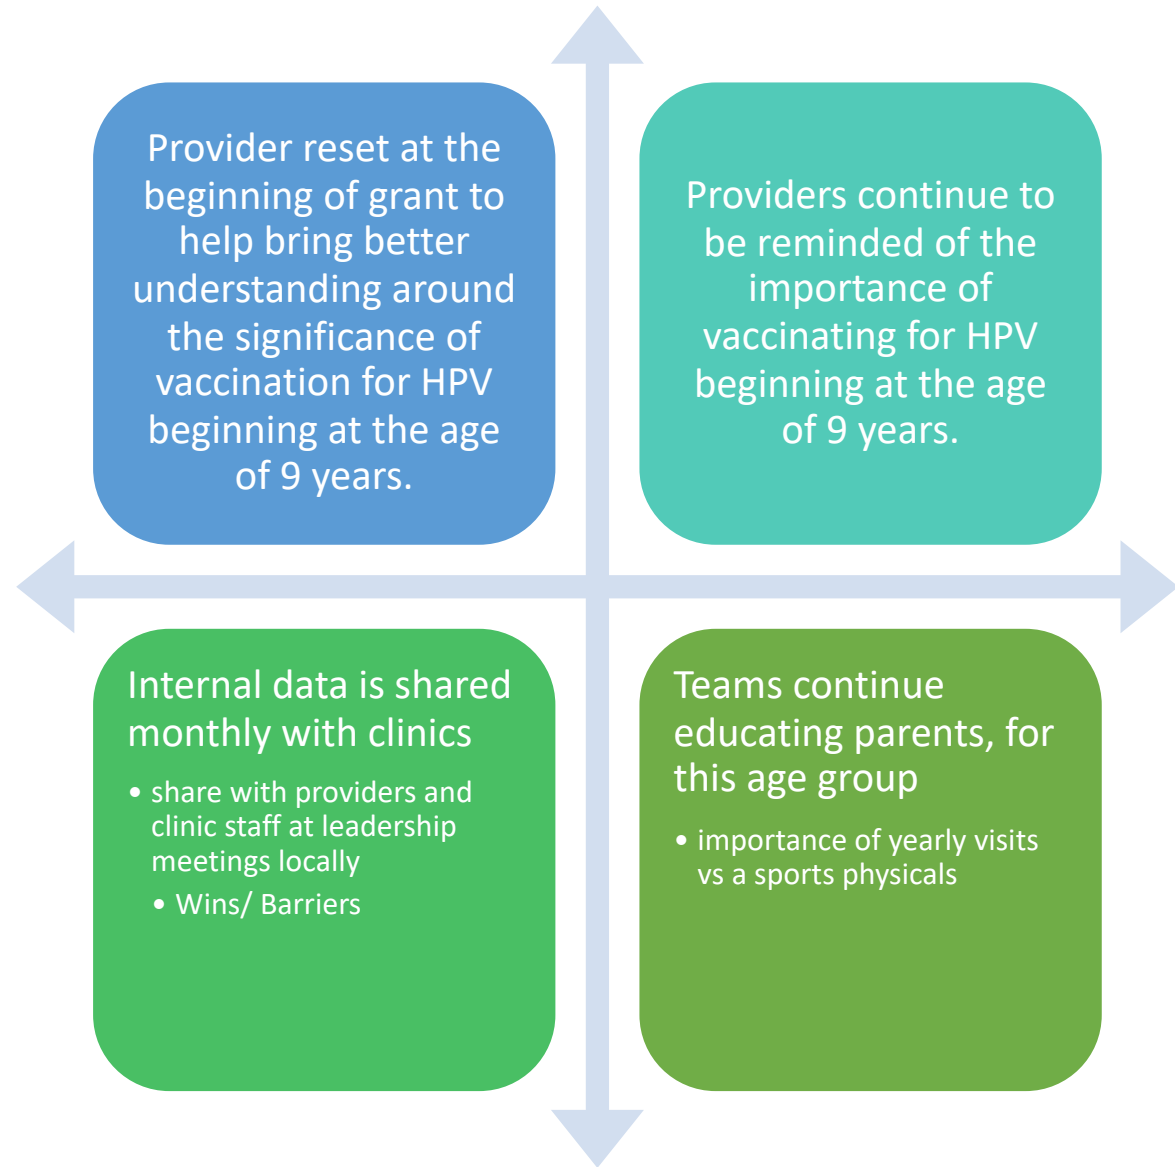 Provider reset at the
beginning of grant to
help bring better
understanding around
the significance of
vaccination for HPV
beginning at the age
of 9 years.
Providers continue to
be reminded of the
importance of
vaccinating for HPV
beginning at the age
of 9 years.
Internal data is shared
monthly with clinics
• share with providers and
clinic staff at leadership
meetings locally
• Wins/ Barriers
Teams continue
educating parents, for
this age group
• importance of yearly visits
vs a sports physicals